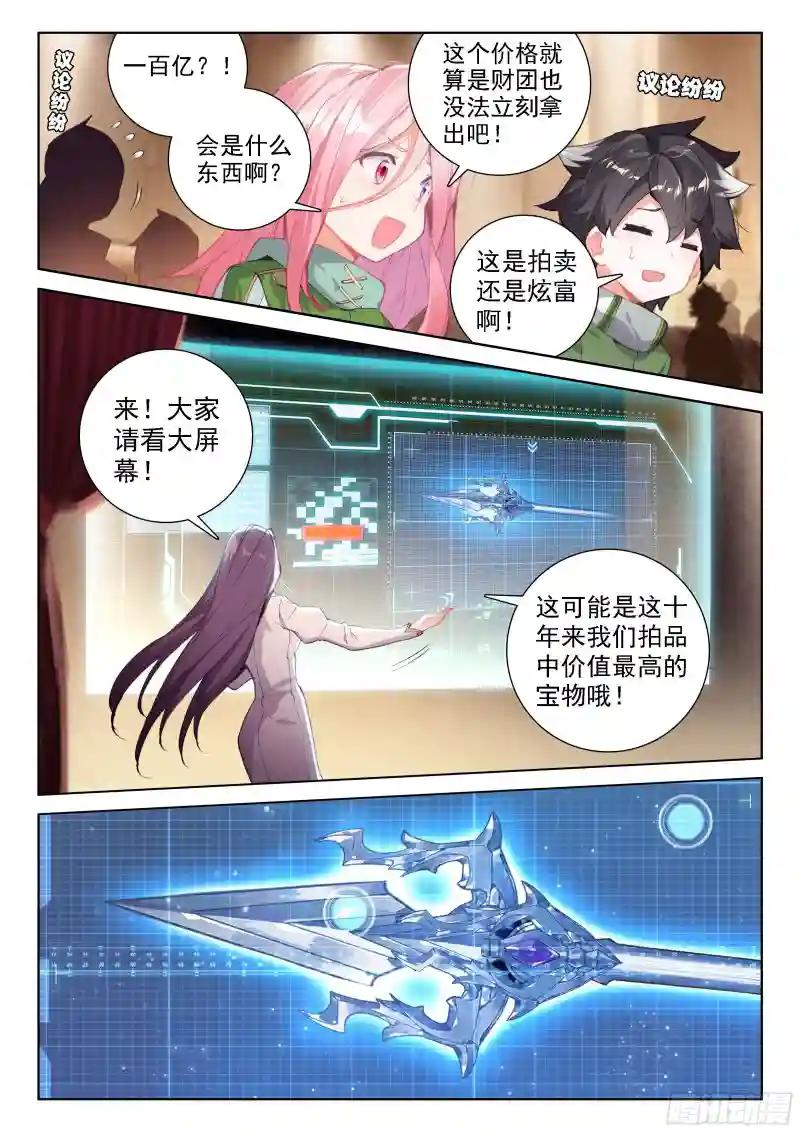 议论纷纷
一百亿？！
会是什么
东西啊？
这个价格就
算是财团也
没法立刻拿
出吧！
议论纷纷
这是拍卖
还是炫富
啊！
来！大家
请看大屏
幕！
这可能是这十
年来我们拍品
中价值最高的
宝物哦！
腾讯动漫